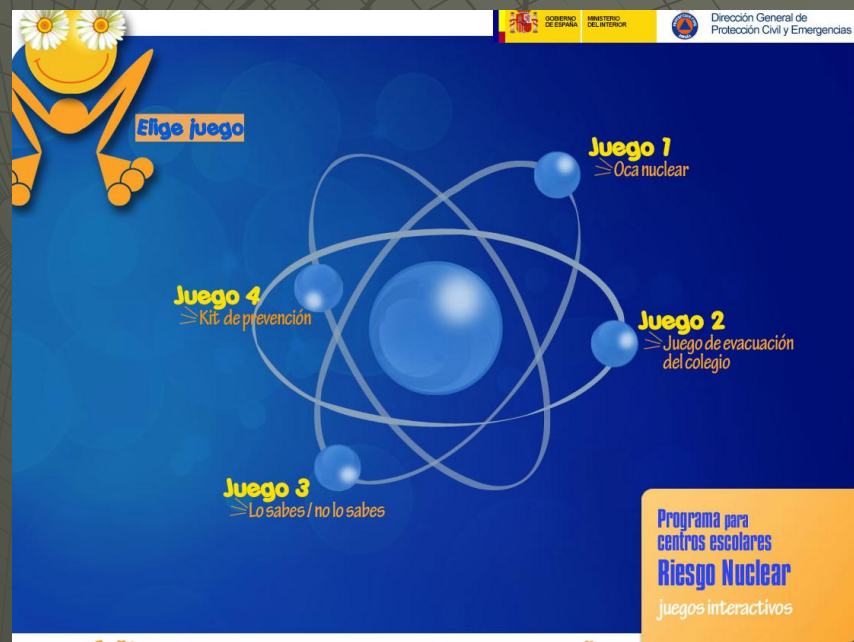 GOBIERNO
DE ESPAÑA
MINISTERIO
DEL INTERIOR
Dirección General de
Protección Civil y Emergencias
Elige juego
Juego 1
Oca nuclear
Juego 4
Kit de prevención
Juego 2
Juego de evacuación
del colegio
Juego 3
Lo sabes / no lo sabes
Programa para
centros escolares
Riesgo Nuclear
juegos interactivos